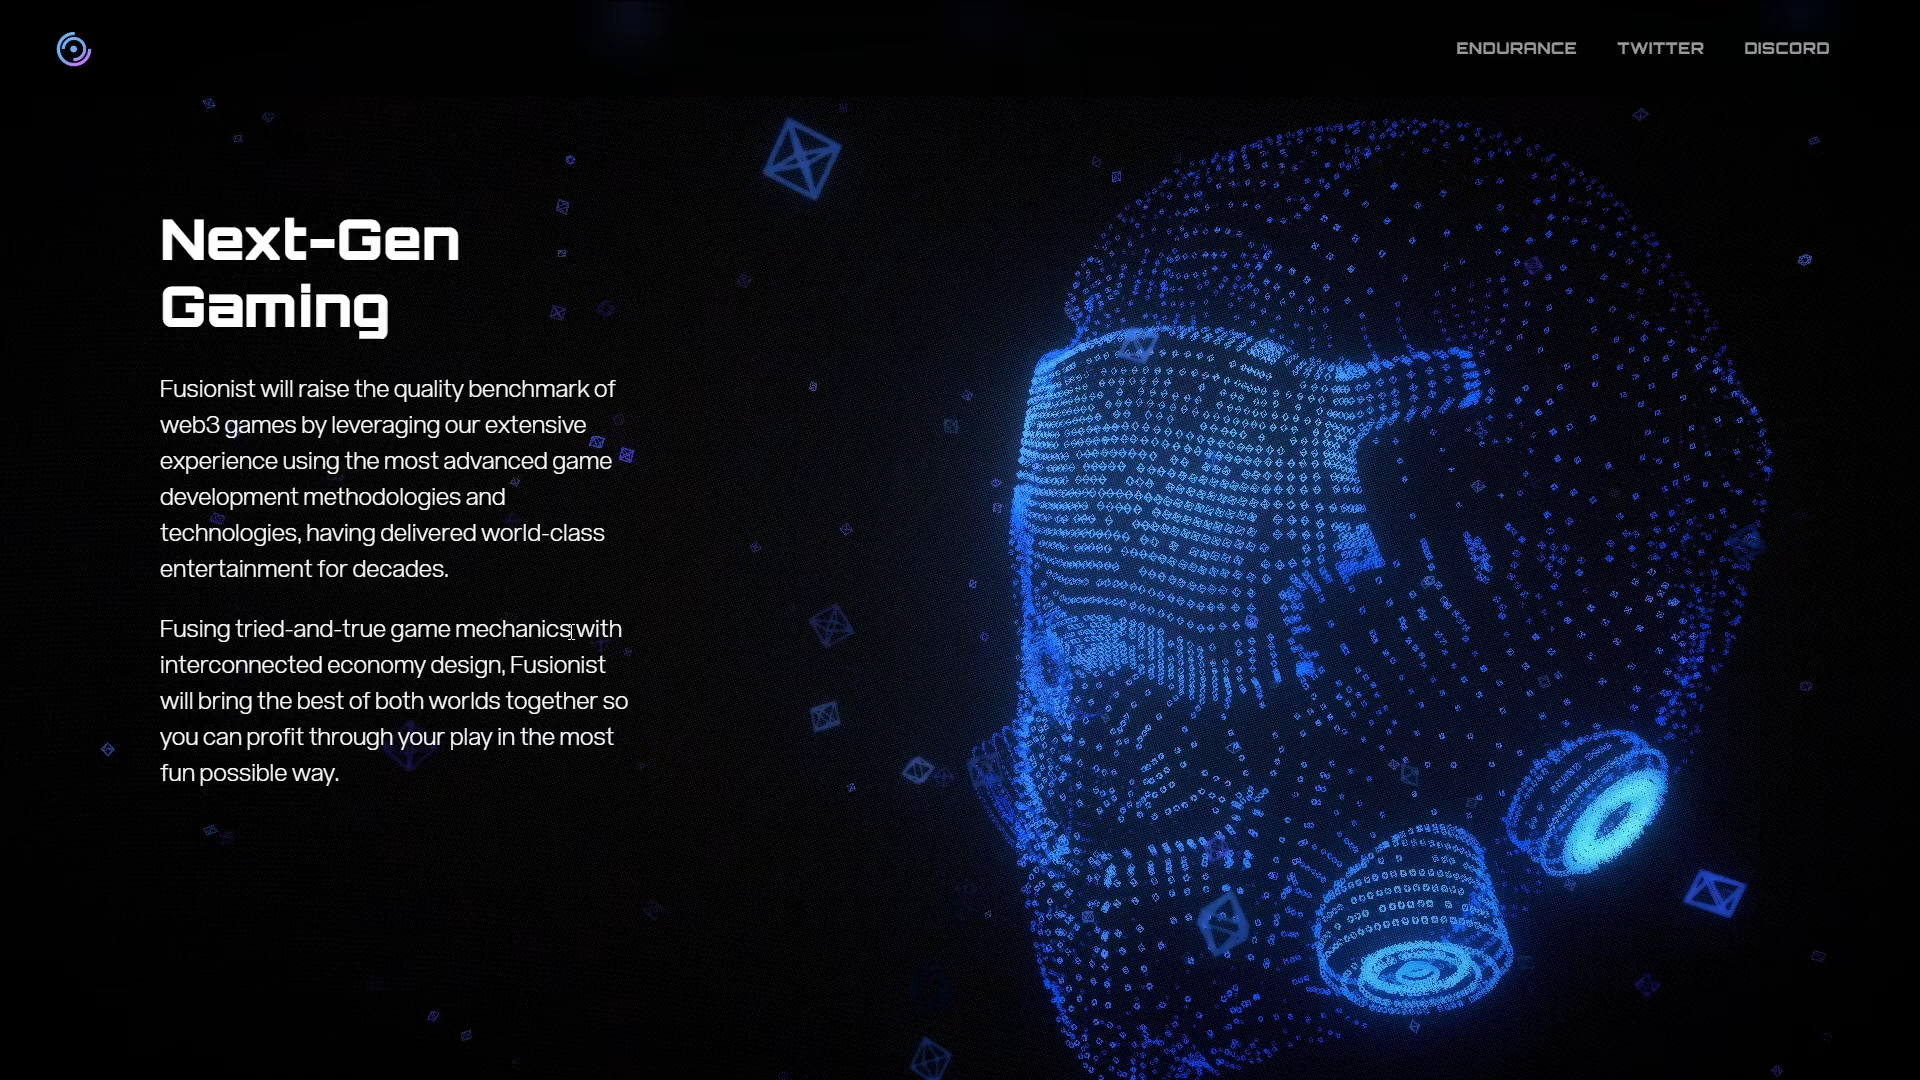 ENDURANCE TWITTER DISCORD
Next-Gen
Gaming
Fusionist will raise the quality benchmark of
web3 games by leveraging our extensive
experience using the most advanced game
development methodologies and
technologies, having delivered world-class
entertainment for decades.
Fusing tried-and-true game mechanics with
interconnected economy design, Fusionist
will bring the best of both worlds together so
you can profit through your play in the most
fun possible way.